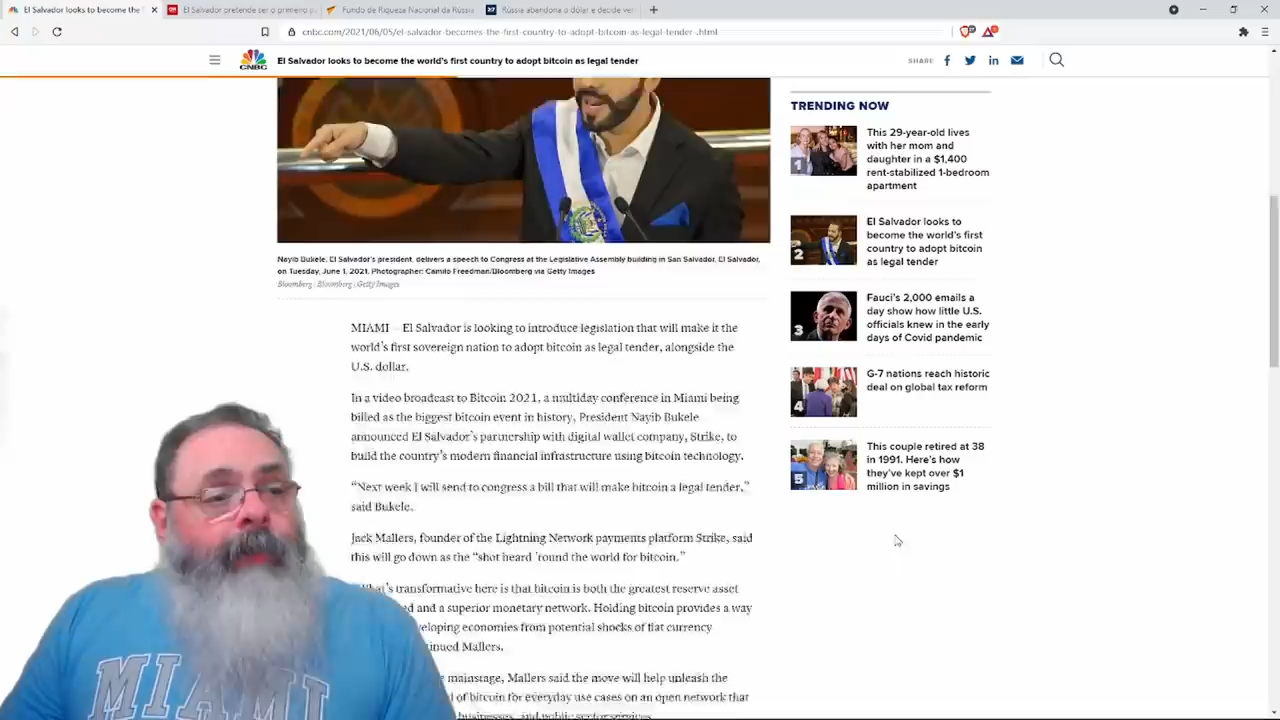 El Salvador looks to become the
El Salvador pretende ser o primero pa
Fundo de Riqueza Nacional da Rússia
Rússia abandona o dólar e decide ver
cnbc.com/2021/06/05/el-salvador-becomes-the-first-country-to-adopt-bitcoin-as-legal-tender-.html
CNBC
El Salvador looks to become the world's first country to adopt bitcoin as legal tender
SHARE
Nayib Bukele, El Salvador's president, delivers a speech to Congress at the Legislative Assembly building in San Salvador, El Salvador,
on Tuesday, June 1, 2021. Photographer: Camilo Freedman/Bloomberg via Getty Images
Bloomberg | Bloomberg | Getty Images
MIAMI — El Salvador is looking to introduce legislation that will make it the
world's first sovereign nation to adopt bitcoin as legal tender, alongside the
U.S. dollar.
In a video broadcast to Bitcoin 2021, a multiday conference in Miami being
billed as the biggest bitcoin event in history, President Nayib Bukele
announced El Salvador's partnership with digital wallet company, Strike, to
build the country's modern financial infrastructure using bitcoin technology.
"Next week I will send to congress a bill that will make bitcoin a legal tender,"
said Bukele.
Jack Mallers, founder of the Lightning Network payments platform Strike, said
this will go down as the "shot heard 'round the world for bitcoin."
transformative here is that bitcoin is both the greatest reserve asset
and a superior monetary network. Holding bitcoin provides a way
economies from potential shocks of fiat currency
Mallers.
mainstage, Mallers said the move will help unleash the
of bitcoin for everyday use cases on an open network that
TRENDING NOW
1
This 29-year-old lives
with her mom and
daughter in a $1,400
rent-stabilized 1-bedroom
apartment
2
El Salvador looks to
become the world's first
country to adopt bitcoin
as legal tender
3
Fauci's 2,000 emails a
day show how little U.S.
officials knew in the early
days of Covid pandemic
4
G-7 nations reach historic
deal on global tax reform
5
This couple retired at 38
in 1991. Here's how
they've kept over $1
million in savings
MIAMI